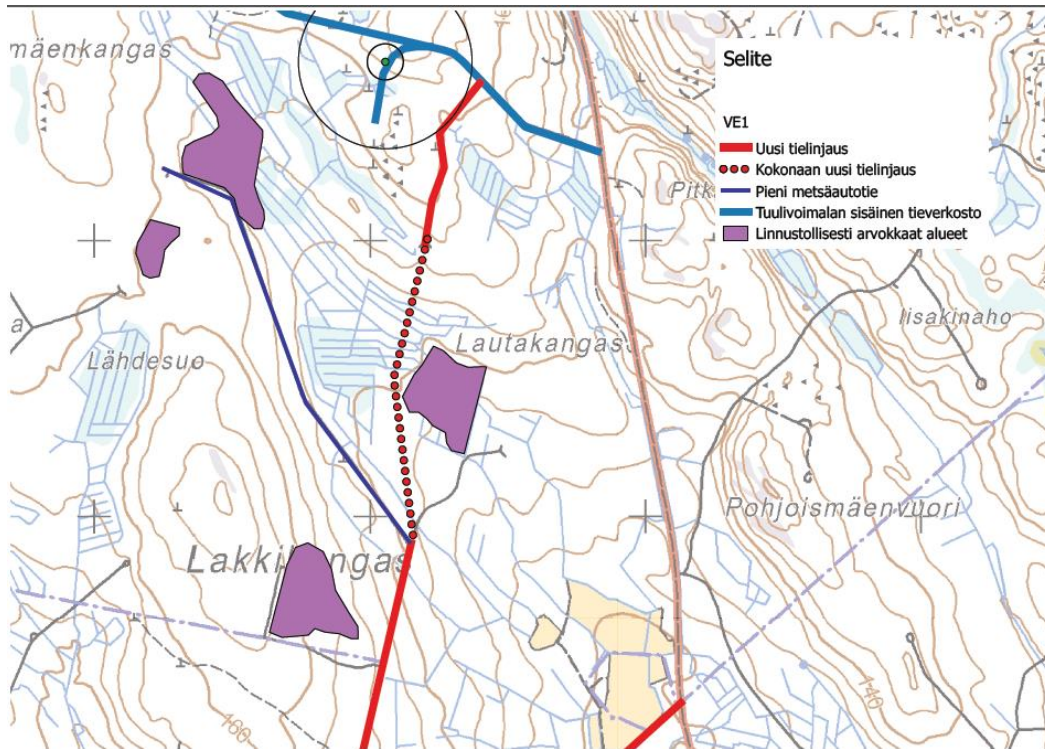 mäenkangas
Selite
VE1
Uusi tielinjaus
Kokonaan uusi tielinjaus
Pieni metsäautotie
Tuulivoimalan sisäinen tieverkosto
Linnustollisesti arvokkaat alueet
Iisakinaho
Lautakangas
Lähdesuo
a
Pohjoismäenvuori
160
140